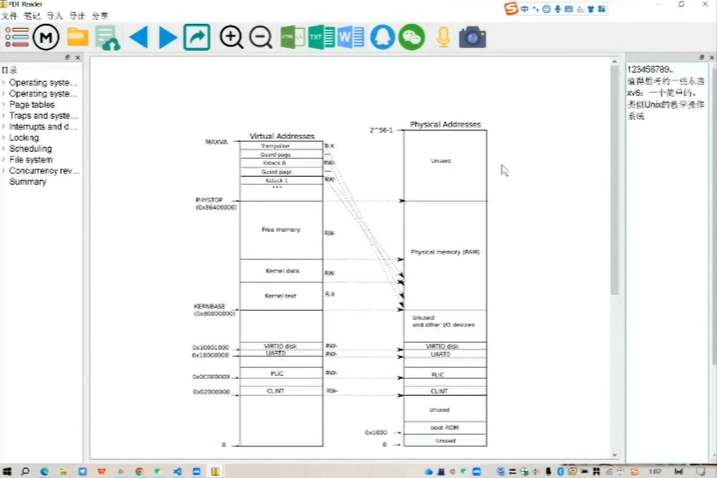 PDF Reader
文件 笔记 导入 导出 分享
M
HTML
TXT
W
目录
Operating syste...
Operating syste...
Page tables
Traps and syste...
Interrupts and d...
Locking
Scheduling
File system
Concurrency rev...
Summary
Virtual Addresses
MAXVA
Trampoline
R-X
Guard page
Kstack 0
RW-
Guard page
Kstack 1
RW-
...
PHYSTOP
(0x86400000)
Free memory
RW-
Kernel data
RW-
Kernel text
R-X
KERNBASE
(0x80000000)
0x10001000
VIRTIO disk
RW-
0x10000000
UART0
RW-
0x0C000000
PLIC
RW-
0x02000000
CLINT
RW-
0
Physical Addresses
2^56-1
Unused
Physical memory (RAM)
Unused
and other I/O devices
VIRTIO disk
UART0
PLIC
CLINT
Unused
boot ROM
0x1000
Unused
0
123456789。
值得思考的一些东西
xv6: 一个简单的、
类似Unix的教学操作
系统
中
1:02